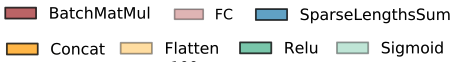 BatchMatMul FC SparseLengthsSum
Concat Flatten Relu Sigmoid